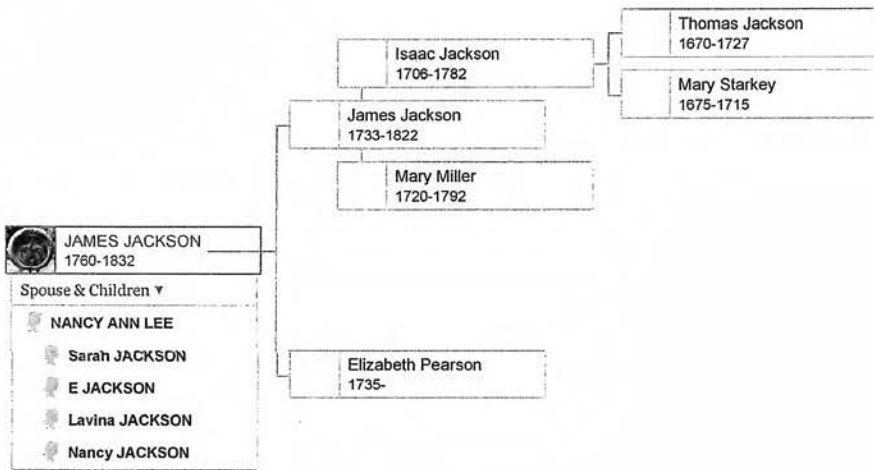 Thomas Jackson
1670-1727
Isaac Jackson
1706-1782
Mary Starkey
1675-1715
James Jackson
1733-1822
Mary Miller
1720-1792
JAMES JACKSON
1760-1832
Spouse & Children ▼
NANCY ANN LEE
Sarah JACKSON
E JACKSON
Lavina JACKSON
Nancy JACKSON
Elizabeth Pearson
1735-